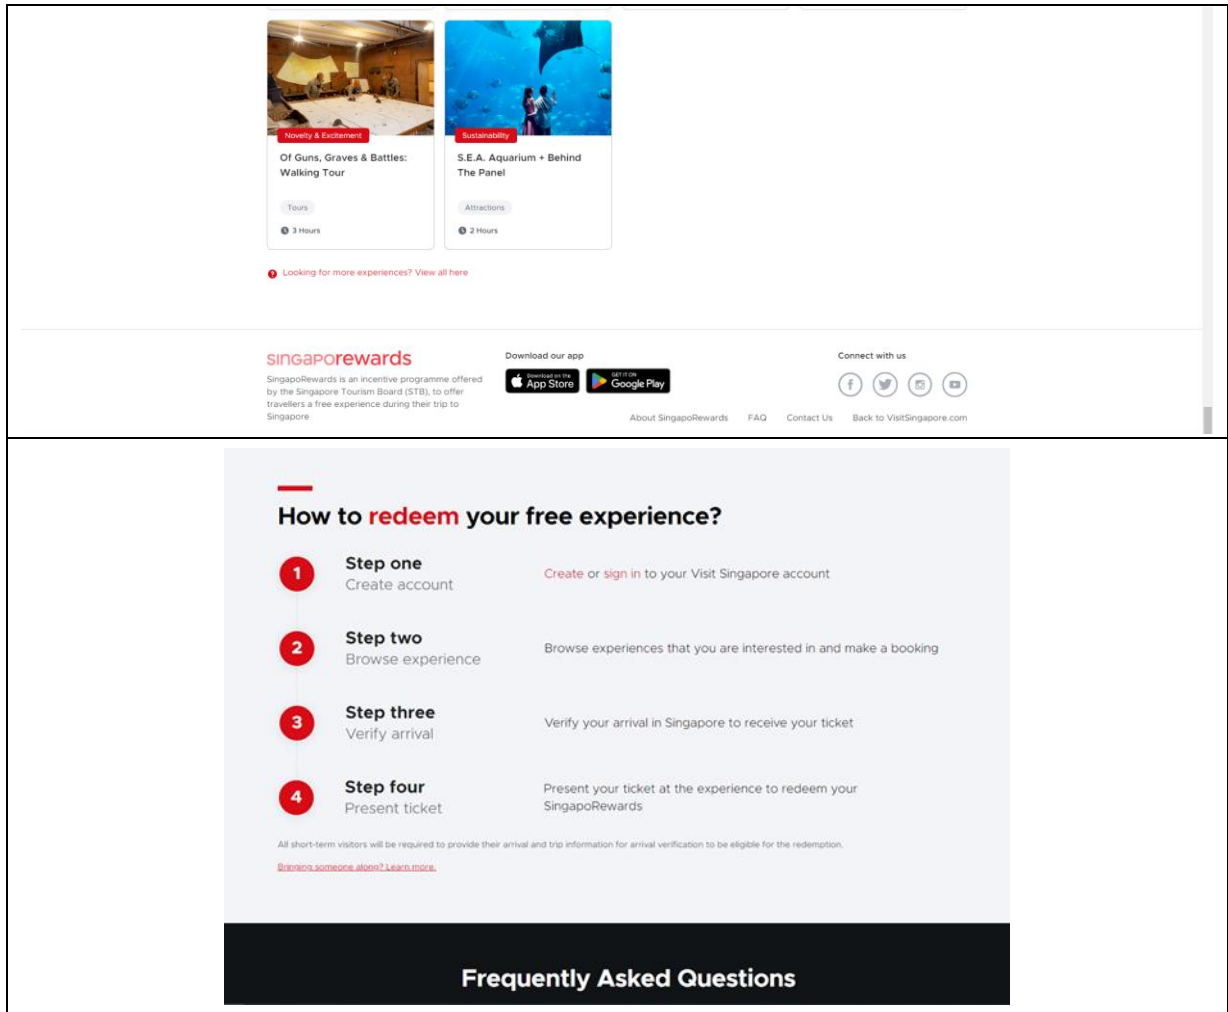 Novelty & Excitement
Sustainability
Of Guns, Graves & Battles:
Walking Tour
S.E.A. Aquarium + Behind
The Panel
Tours
Attractions
3 Hours
2 Hours
Looking for more experiences? View all here
singaporewards
SingapoRewards is an incentive programme offered
by the Singapore Tourism Board (STB), to offer
travellers a free experience during their trip to
Singapore
Download our app
Download on the
App Store
GET IT ON
Google Play
Connect with us
About SingapoRewards FAQ Contact Us Back to VisitSingapore.com
How to redeem your free experience?
1
Step one
Create account
Create or sign in to your Visit Singapore account
2
Step two
Browse experience
Browse experiences that you are interested in and make a booking
3
Step three
Verify arrival
Verify your arrival in Singapore to receive your ticket
4
Step four
Present ticket
Present your ticket at the experience to redeem your
SingapoRewards
All short-term visitors will be required to provide their arrival and trip information for arrival verification to be eligible for the redemption.
Bringing someone along? Learn more.
Frequently Asked Questions